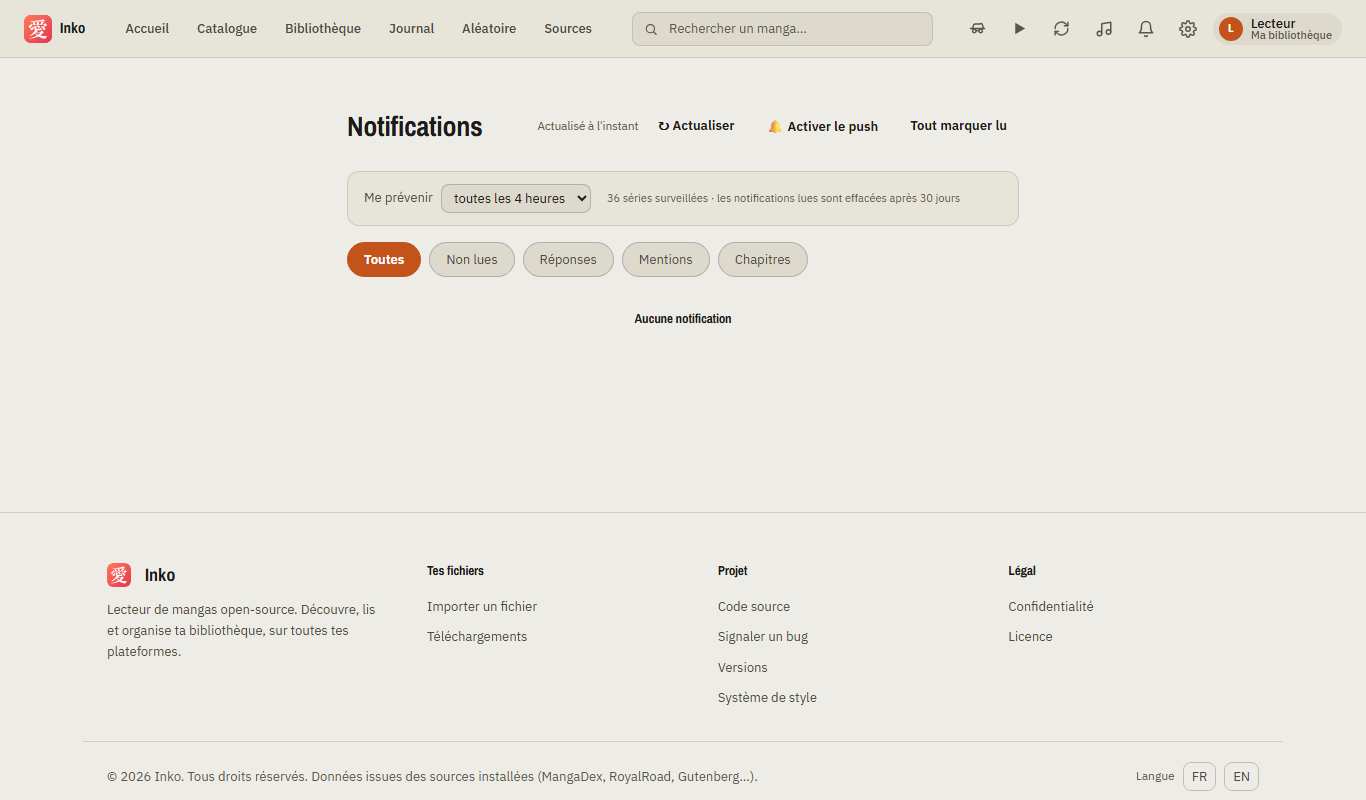 愛 Inko Accueil Catalogue Bibliothèque Journal Aléatoire Sources Rechercher un manga... L Lecteur
Ma bibliothèque
Notifications Actualisé à l'instant ↻ Actualiser 🔔 Activer le push Tout marquer lu
Me prévenir toutes les 4 heures 36 séries surveillées · les notifications lues sont effacées après 30 jours
Toutes Non lues Réponses Mentions Chapitres
Aucune notification
愛 Inko
Lecteur de mangas open-source. Découvre, lis
et organise ta bibliothèque, sur toutes tes
plateformes.
Tes fichiers
Importer un fichier
Téléchargements
Projet
Code source
Signaler un bug
Versions
Système de style
Légal
Confidentialité
Licence
© 2026 Inko. Tous droits réservés. Données issues des sources installées (MangaDex, RoyalRoad, Gutenberg…).
Langue FR EN